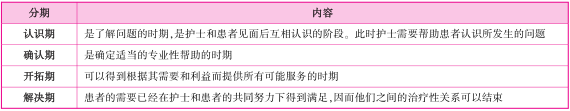 分期 内容
认识期 是了解问题的时期,是护士和患者见面后互相认识的阶段。此时护士需要帮助患者认识所发生的问题
确认期 是确定适当的专业性帮助的时期
开拓期 可以得到根据其需要和利益而提供所有可能服务的时期
解决期 患者的需要已经在护士和患者的共同努力下得到满足,因而他们之间的治疗性关系可以结束